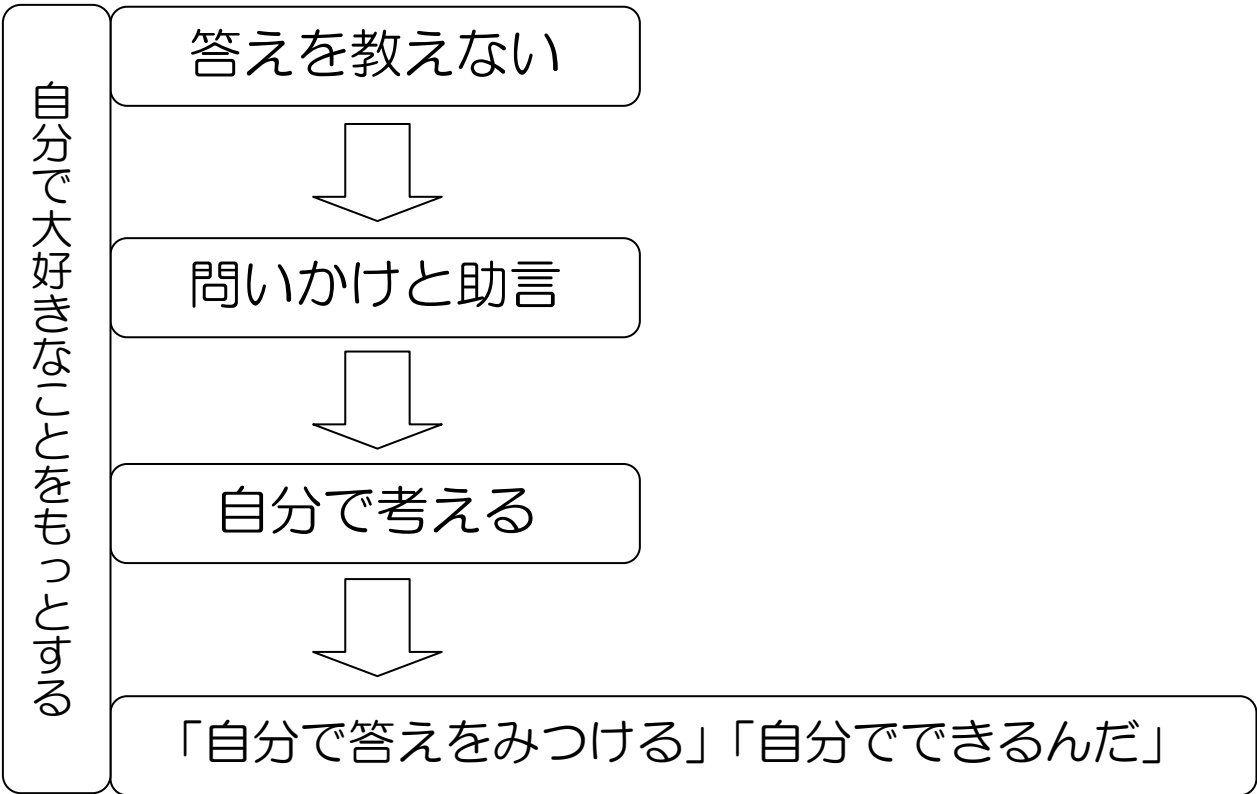 自分で大好きなことをもっとする
答えを教えない
問いかけと助言
自分で考える
「自分で答えをみつける」「自分でできるんだ」